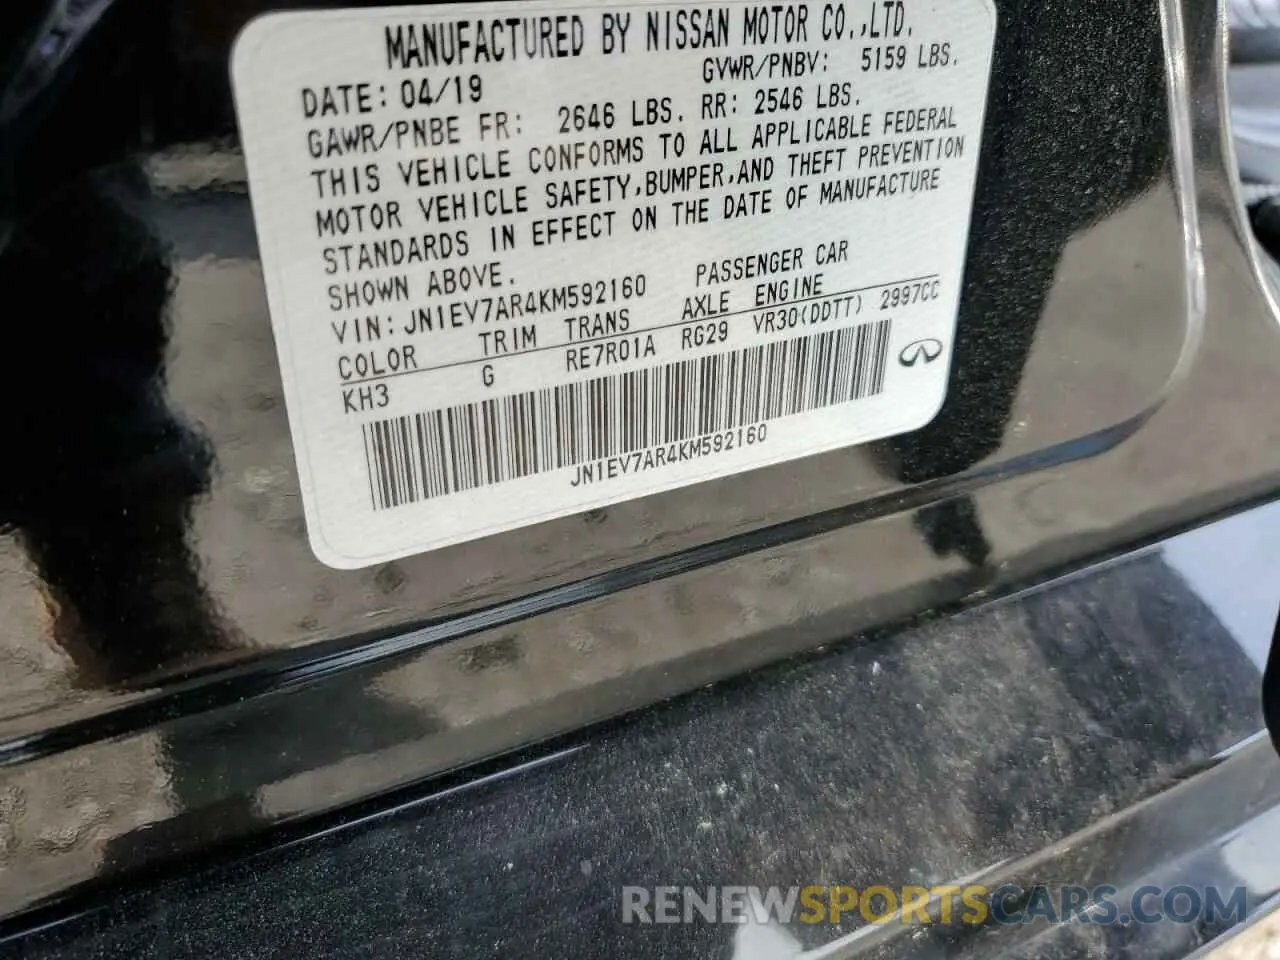 MANUFACTURED BY NISSAN MOTOR CO.,LTD.
DATE: 04/19 GVWR/PNBV: 5159 LBS.
GAWR/PNBE FR: 2646 LBS. RR: 2546 LBS.
THIS VEHICLE CONFORMS TO ALL APPLICABLE FEDERAL
MOTOR VEHICLE SAFETY,BUMPER,AND THEFT PREVENTION
STANDARDS IN EFFECT ON THE DATE OF MANUFACTURE
SHOWN ABOVE.
VIN: JN1EV7AR4KM592160 PASSENGER CAR
COLOR TRIM TRANS AXLE ENGINE
KH3 G RE7R01A RG29 VR30(DDTT) 2997CC
JN1EV7AR4KM592160
RENEWSPORTSCARS.COM